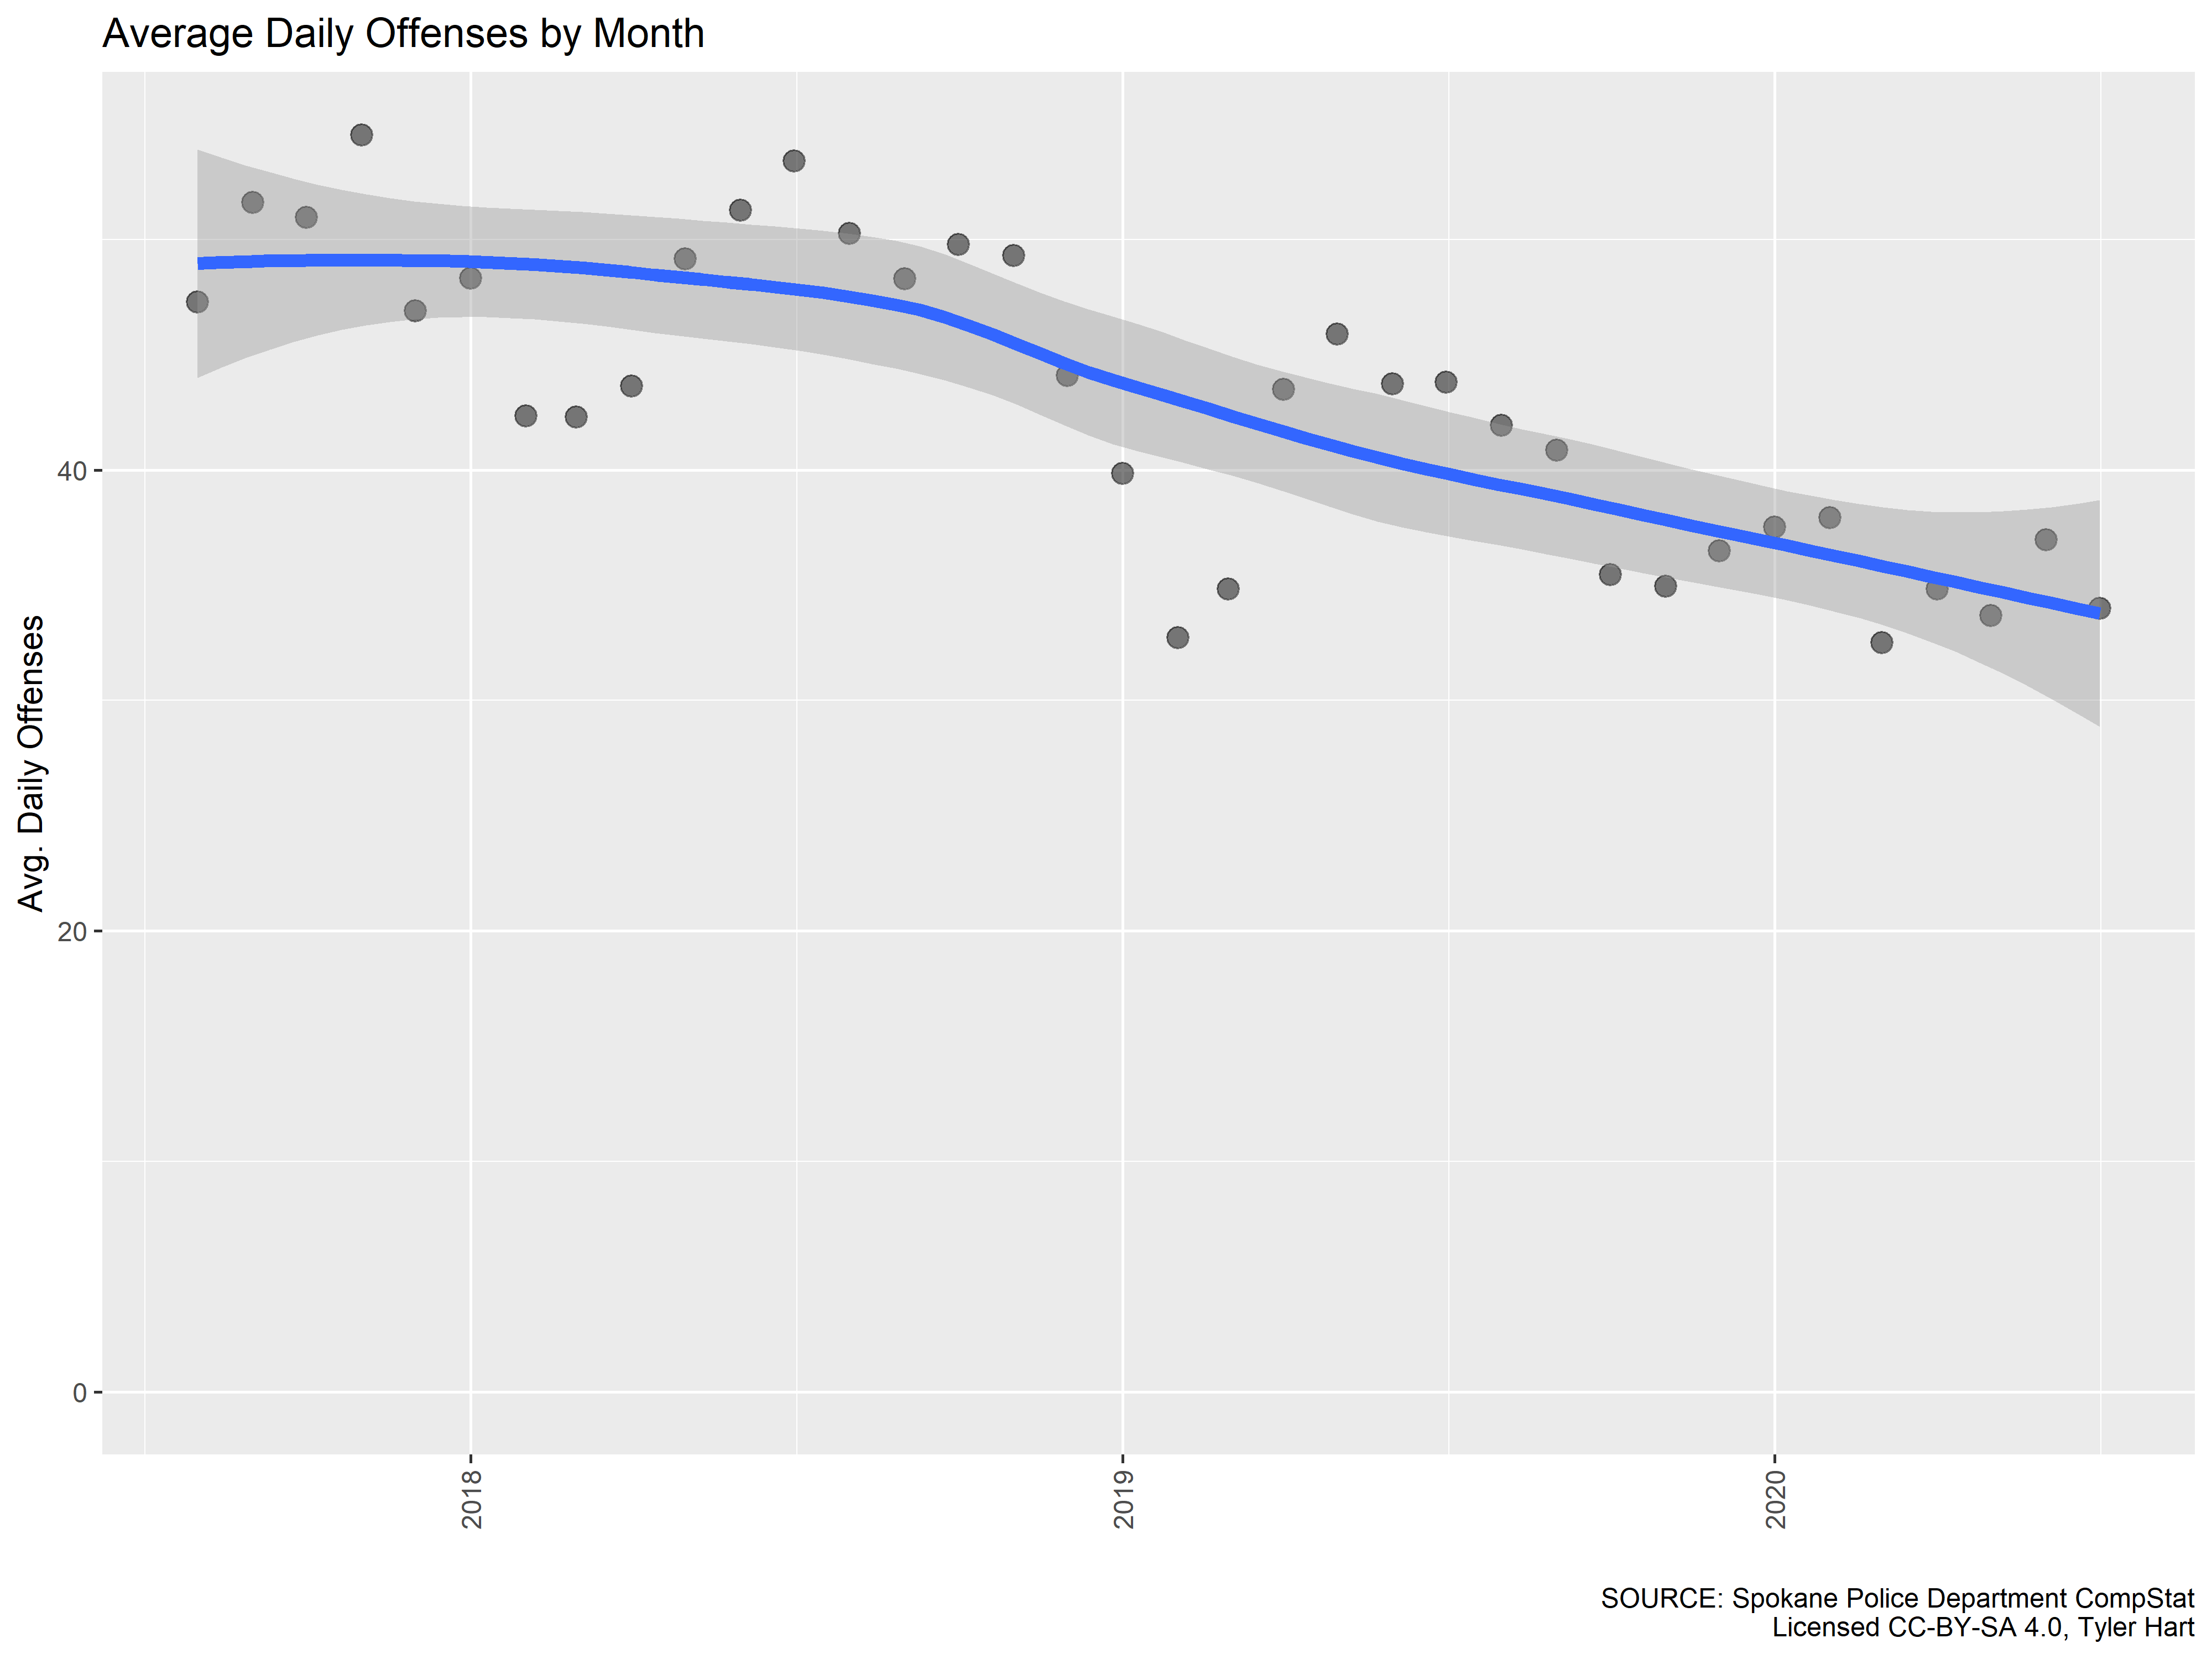 Average Daily Offenses by Month
Avg. Daily Offenses
40
20
0
2018
2019
2020
SOURCE: Spokane Police Department CompStat
Licensed CC-BY-SA 4.0, Tyler Hart